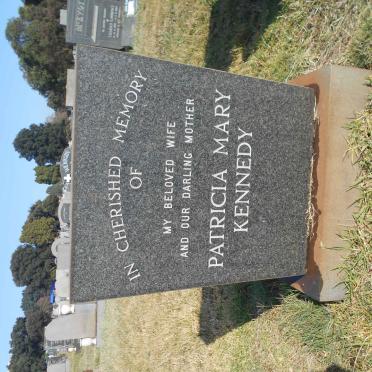 IN CHERISHED MEMORY
OF
MY BELOVED WIFE
AND OUR DARLING MOTHER
PATRICIA MARY
KENNEDY